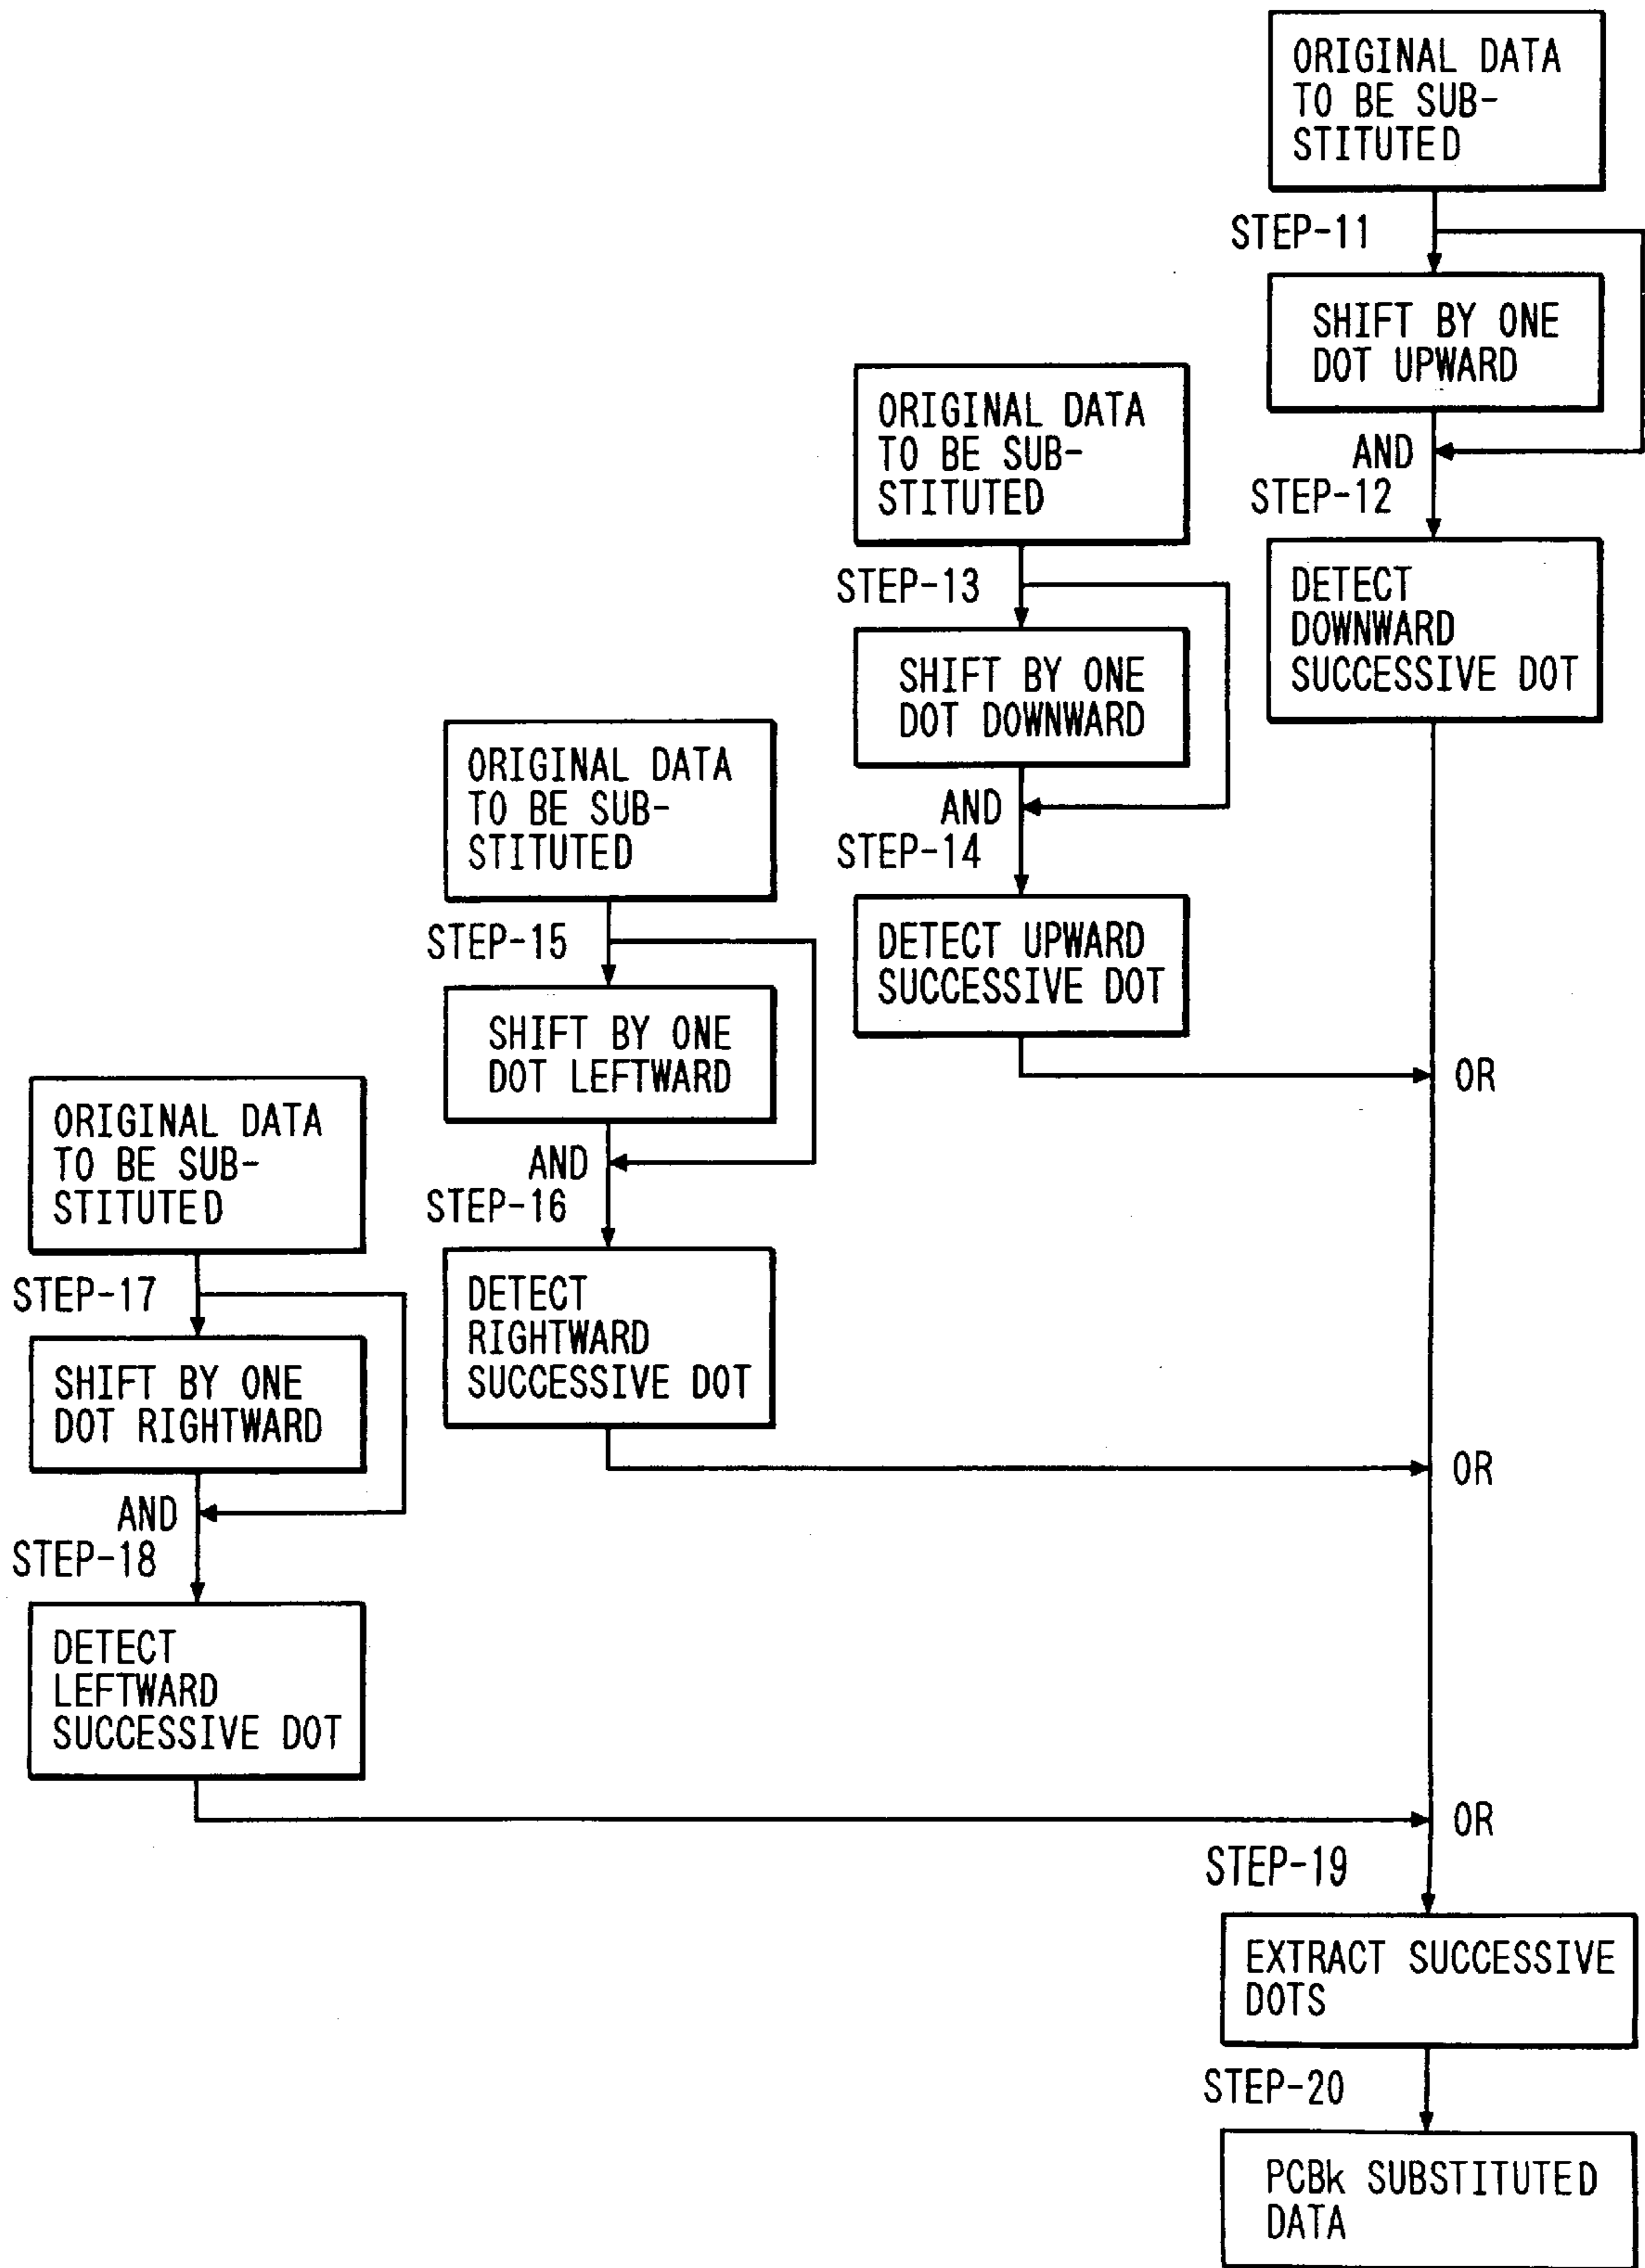 ORIGINAL DATA
TO BE SUB-
STITUTED
STEP-11
SHIFT BY ONE
DOT UPWARD
AND
STEP-12
DETECT
DOWNWARD
SUCCESSIVE DOT
ORIGINAL DATA
TO BE SUB-
STITUTED
STEP-13
SHIFT BY ONE
DOT DOWNWARD
AND
STEP-14
DETECT UPWARD
SUCCESSIVE DOT
OR
ORIGINAL DATA
TO BE SUB-
STITUTED
STEP-15
SHIFT BY ONE
DOT LEFTWARD
AND
STEP-16
DETECT
RIGHTWARD
SUCCESSIVE DOT
OR
ORIGINAL DATA
TO BE SUB-
STITUTED
STEP-17
SHIFT BY ONE
DOT RIGHTWARD
AND
STEP-18
DETECT
LEFTWARD
SUCCESSIVE DOT
OR
STEP-19
EXTRACT SUCCESSIVE
DOTS
STEP-20
PCBk SUBSTITUTED
DATA